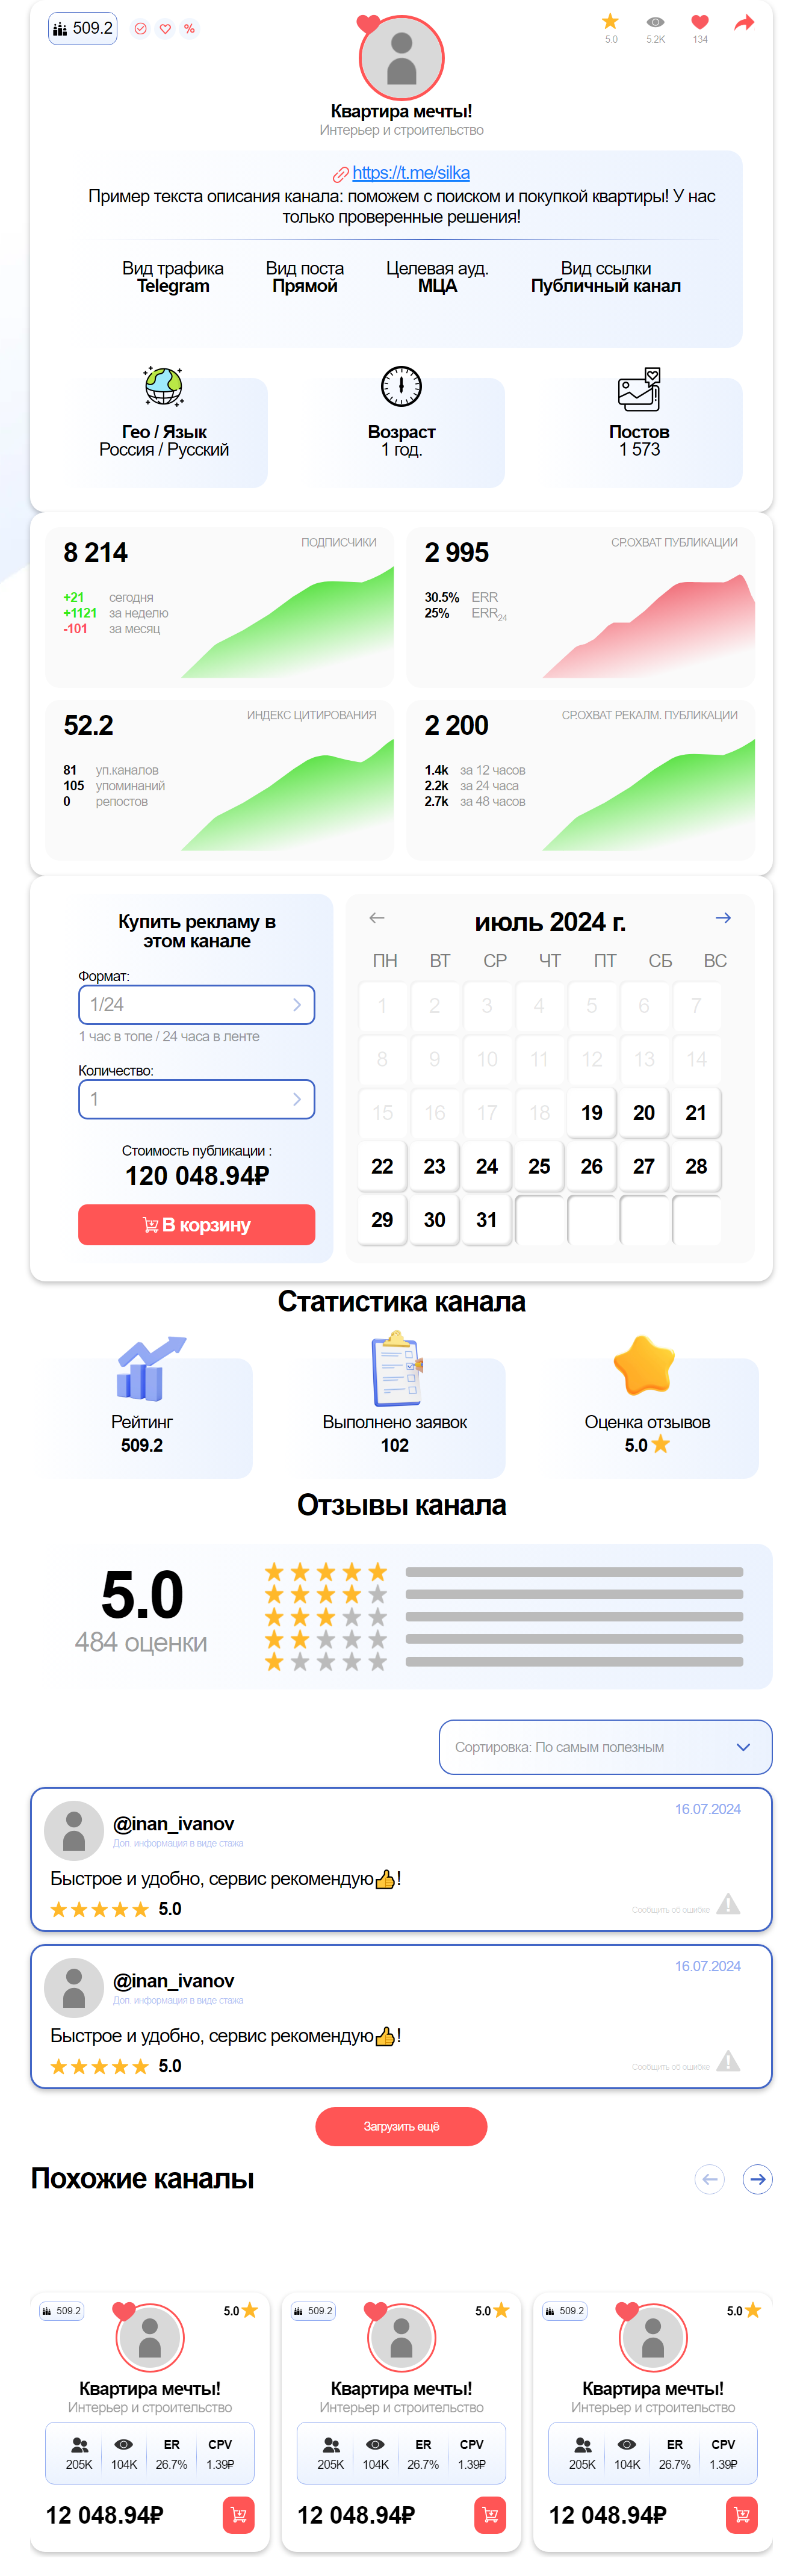 509.2
%
5.0
5.2K
134
Квартира мечты!
Интерьер и строительство
https://t.me/silka
Пример текста описания канала: поможем с поиском и покупкой квартиры! У нас
только проверенные решения!
Вид трафика
Telegram
Вид поста
Прямой
Целевая ауд.
МЦА
Вид ссылки
Публичный канал
Гео / Язык
Россия / Русский
Возраст
1 год.
Постов
1 573
8 214
ПОДПИСЧИКИ
+21 сегодня
+1121 за неделю
-101 за месяц
2 995
СР.ОХВАТ ПУБЛИКАЦИИ
30.5% ERR
25% ERR24
52.2
ИНДЕКС ЦИТИРОВАНИЯ
81 уп.каналов
105 упоминаний
0 репостов
2 200
СР.ОХВАТ РЕКАЛМ. ПУБЛИКАЦИИ
1.4k за 12 часов
2.2k за 24 часа
2.7k за 48 часов
Купить рекламу в
этом канале
Формат:
1/24
1 час в топе / 24 часа в ленте
Количество:
1
Стоимость публикации :
120 048.94₽
В корзину
июль 2024 г.
ПН ВТ СР ЧТ ПТ СБ ВС
1 2 3 4 5 6 7
8 9 10 11 12 13 14
15 16 17 18 19 20 21
22 23 24 25 26 27 28
29 30 31
Статистика канала
Рейтинг
509.2
Выполнено заявок
102
Оценка отзывов
5.0
Отзывы канала
5.0
484 оценки
Сортировка: По самым полезным
@inan_ivanov
16.07.2024
Доп. информация в виде стажа
Быстрое и удобно, сервис рекомендую👍!
5.0
Сообщить об ошибке
@inan_ivanov
16.07.2024
Доп. информация в виде стажа
Быстрое и удобно, сервис рекомендую👍!
5.0
Сообщить об ошибке
Загрузить ещё
Похожие каналы
509.2
5.0
Квартира мечты!
Интерьер и строительство
ER CPV
205K 104K 26.7% 1.39₽
12 048.94₽
509.2
5.0
Квартира мечты!
Интерьер и строительство
ER CPV
205K 104K 26.7% 1.39₽
12 048.94₽
509.2
5.0
Квартира мечты!
Интерьер и строительство
ER CPV
205K 104K 26.7% 1.39₽
12 048.94₽